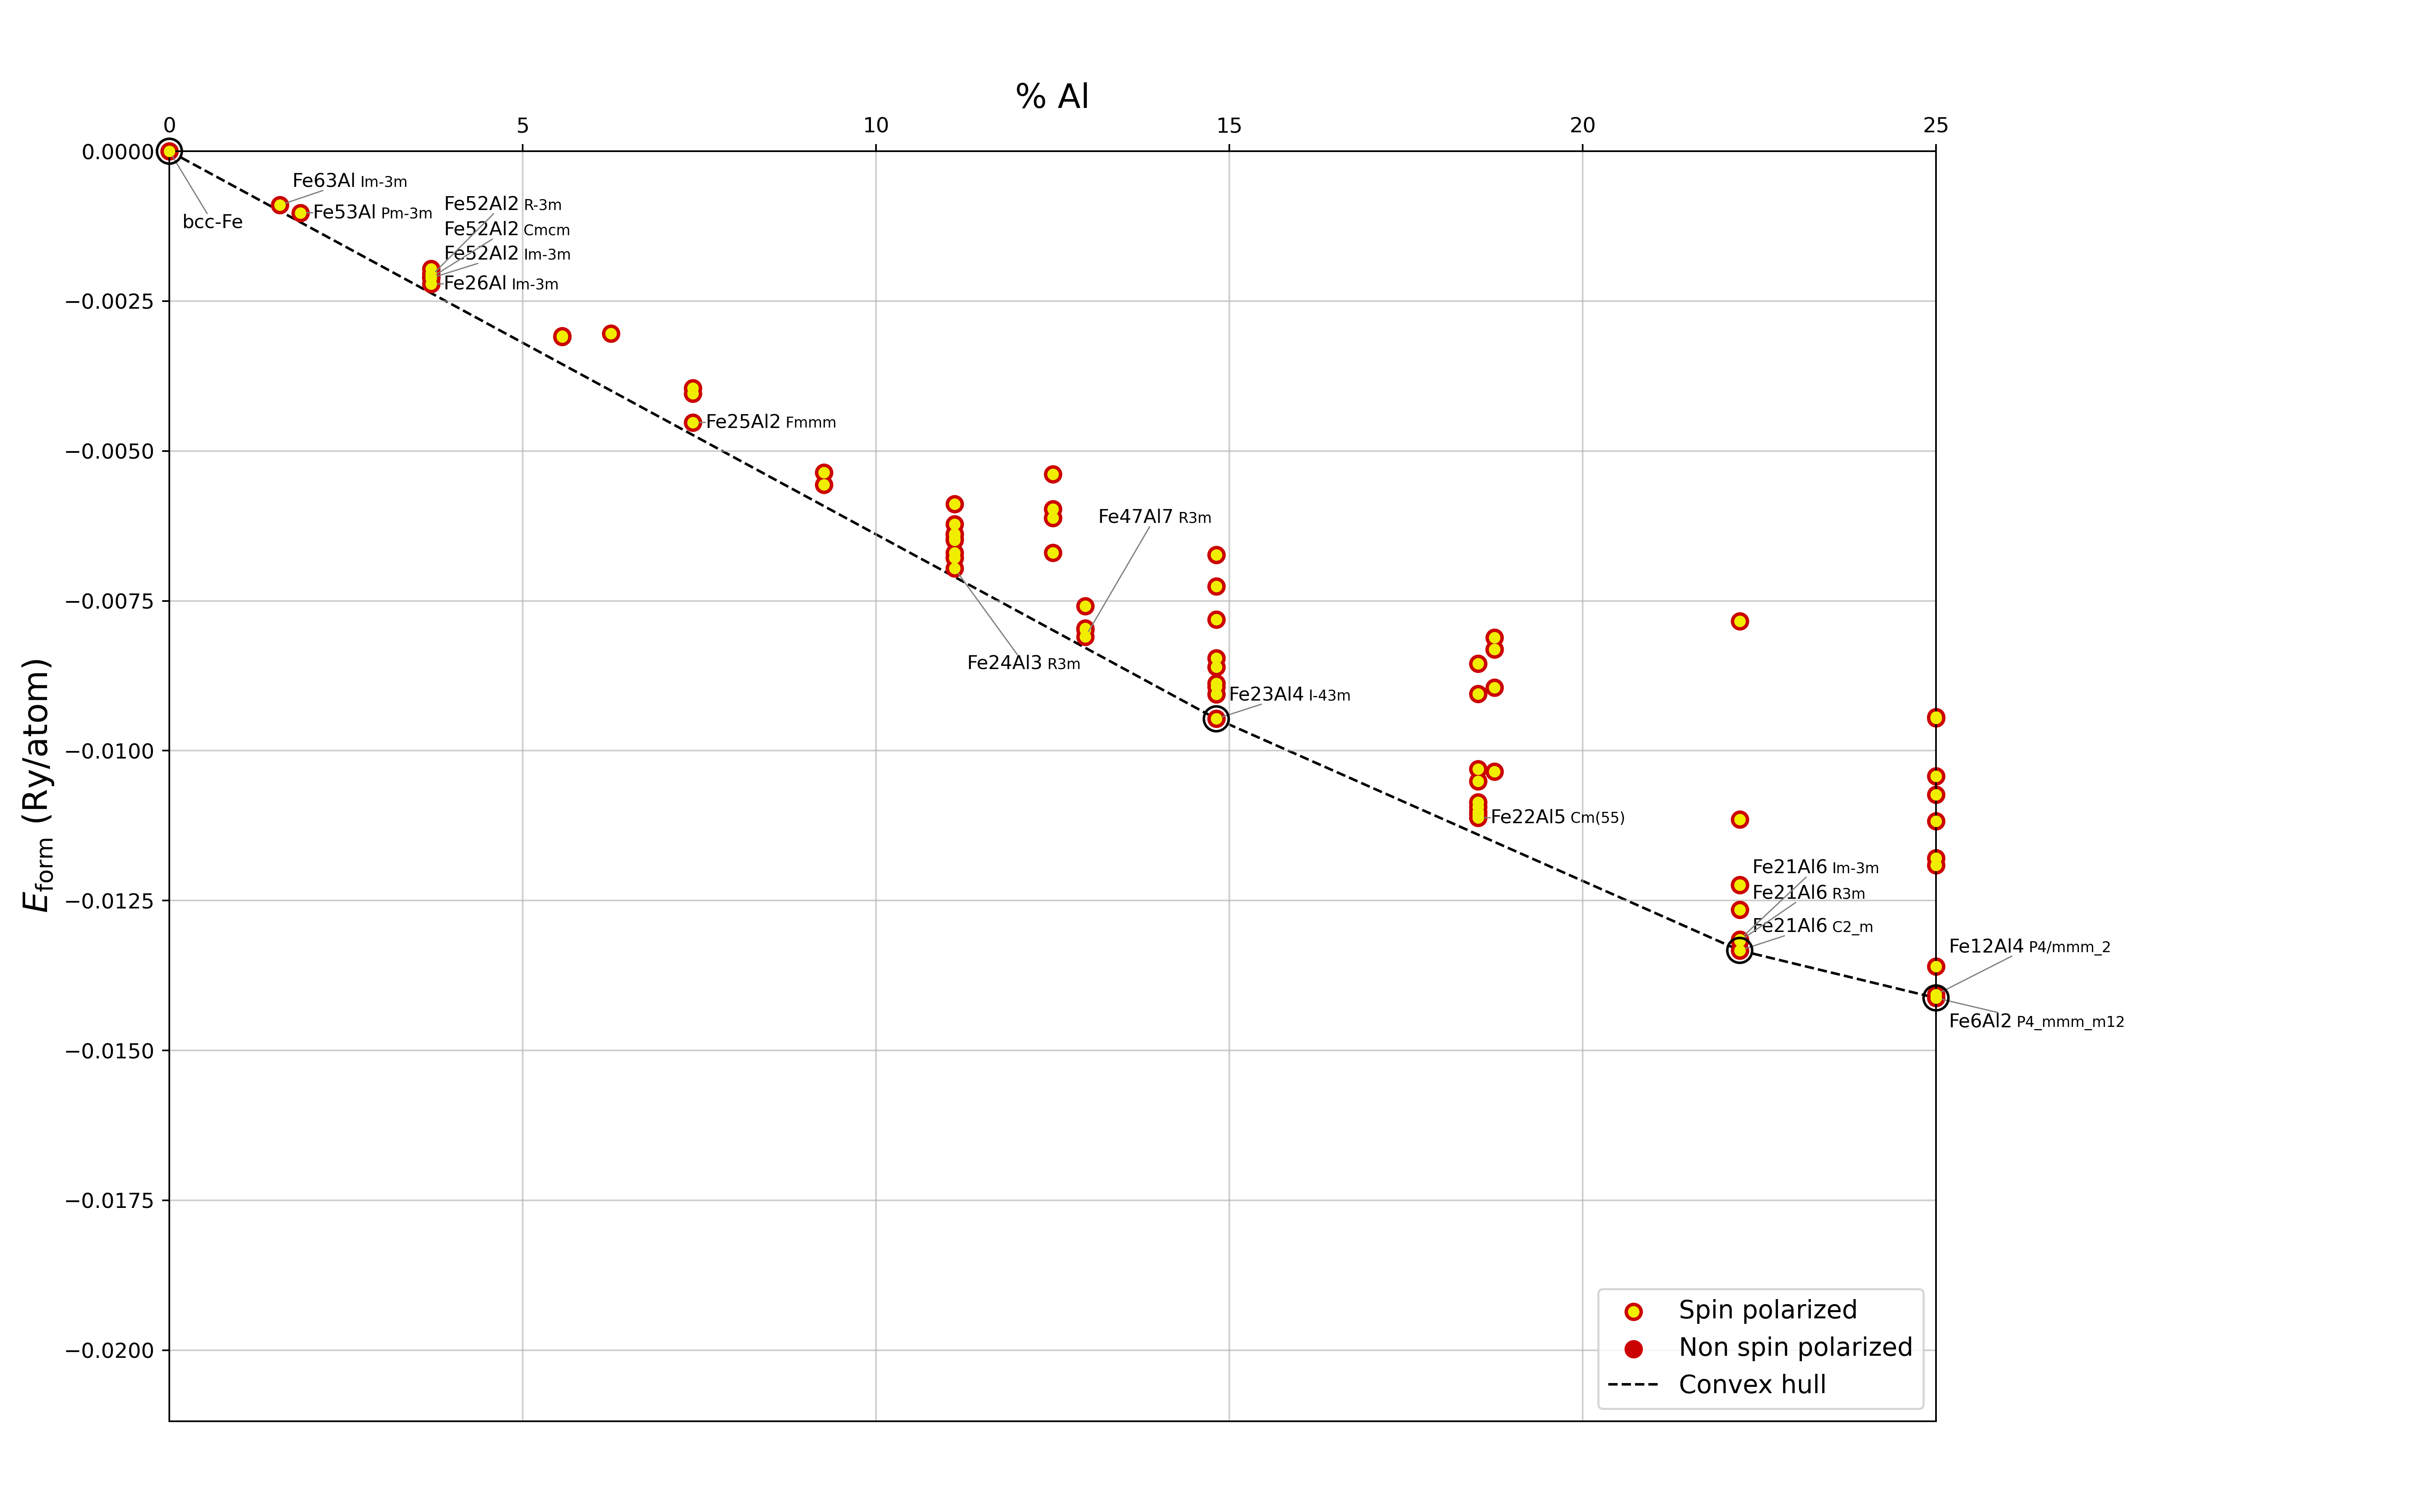 % Al
0 5 10 15 20 25
0.0000
Fe63Al Im-3m
Fe52Al2 R-3m
Fe53Al Pm-3m
bcc-Fe
Fe52Al2 Cmcm
Fe52Al2 Im-3m
Fe26Al Im-3m
−0.0025
Fe25Al2 Fmmm
−0.0050
Fe47Al7 R3m
−0.0075
Fe24Al3 R3m
Fe23Al4 I-43m
−0.0100
E form (Ry/atom)
Fe22Al5 Cm(55)
Fe21Al6 Im-3m
Fe21Al6 R3m
−0.0125
Fe21Al6 C2_m
Fe12Al4 P4/mmm_2
Fe6Al2 P4_mmm_m12
−0.0150
−0.0175
−0.0200
Spin polarized
Non spin polarized
Convex hull